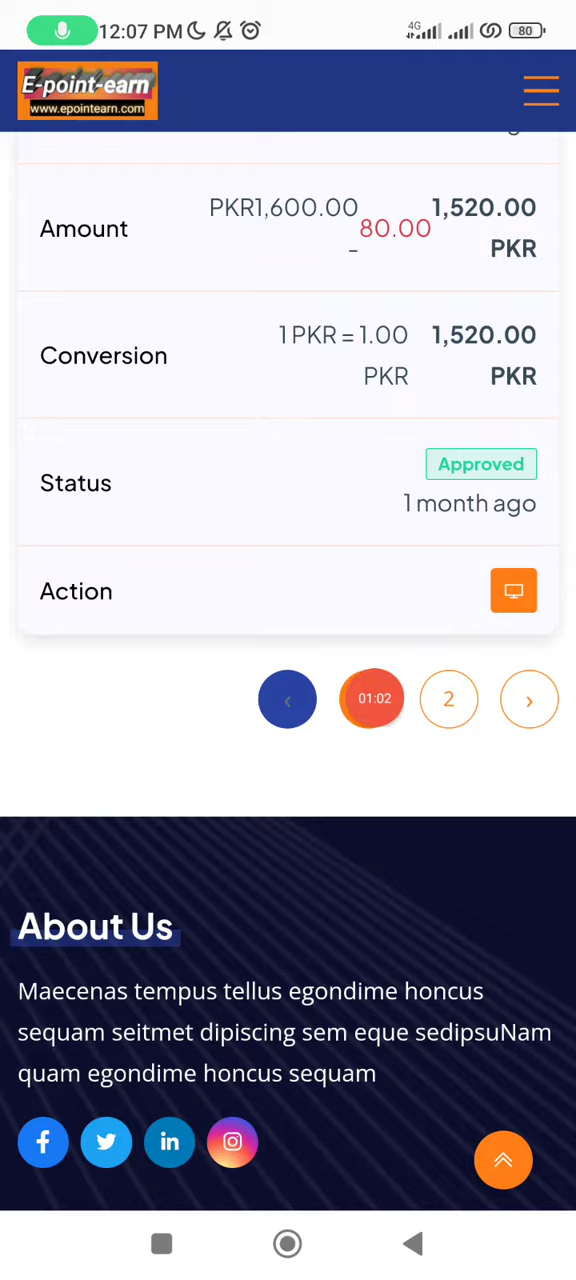 12:07 PM 4G 80
E-point-earn
www.epointearn.com
Amount PKR1,600.00 - 80.00 1,520.00 PKR
Conversion 1 PKR = 1.00 PKR 1,520.00 PKR
Status Approved
1 month ago
Action
‹ 01:02 2 ›
About Us
Maecenas tempus tellus egondime honcus
sequam seitmet dipiscing sem eque sedipsuNam
quam egondime honcus sequam